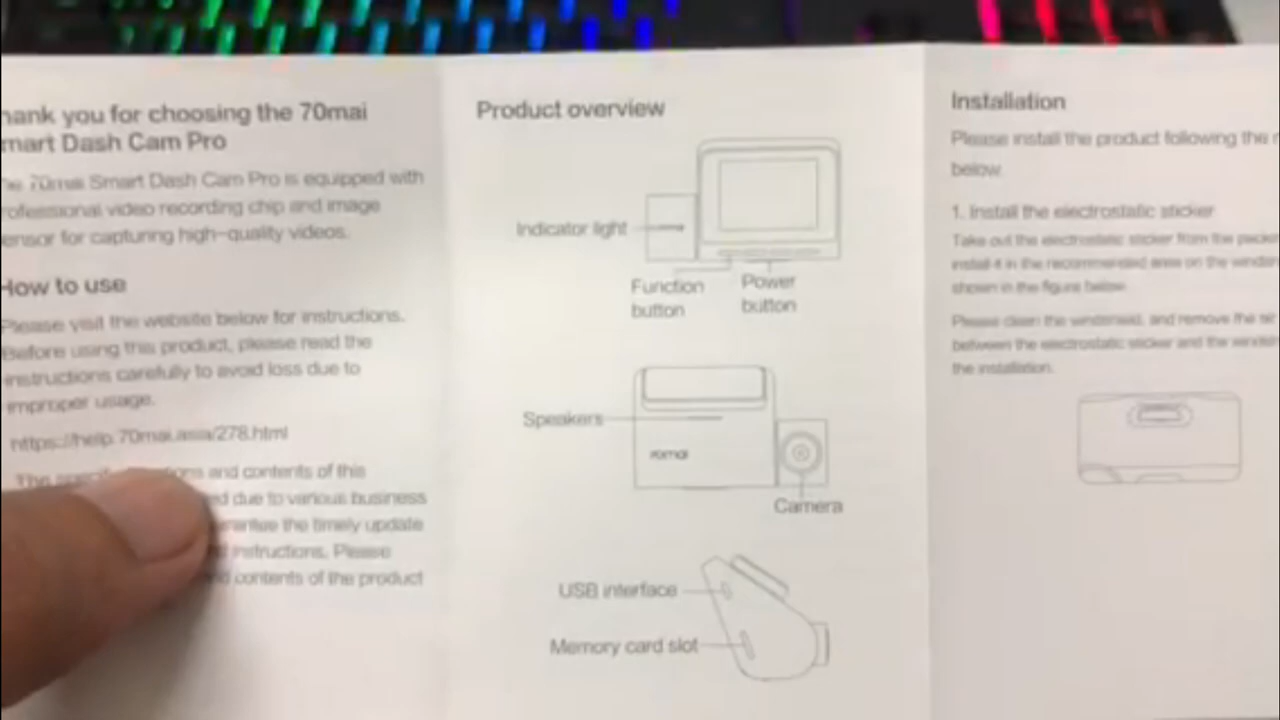 hank you for choosing the 70mai
mart Dash Cam Pro
he 70mai Smart Dash Cam Pro is equipped with
rofessional video recording chip and image
ensor for capturing high-quality videos.
How to use
Please visit the website below for instructions.
Before using this product, please read the
instructions carefully to avoid loss due to
improper usage.
https://help.70mai.asia/278.html
and contents of this
ed due to various business
the timely update
instructions. Please
contents of the product
Product overview
Indicator light
Function
button
Power
button
Speakers
70mai
Camera
USB interface
Memory card slot
Installation
Please install the product following the
below.
1. Install the electrostatic sticker
Take out the electrostatic sticker from the
install it in the recommended area on the
shown in the figure below.
Please clean the windshield, and remove the air
between the electrostatic sticker and the
the installation.